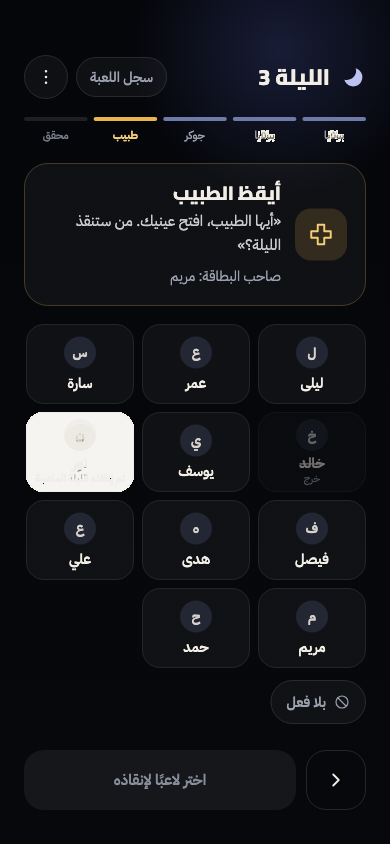 الليلة 3
سجل اللعبة
جوكر
طبيب
محقق
أيقظ الطبيب
«أيها الطبيب، افتح عينيك. من ستنقذ
الليلة؟»
صاحب البطاقة: مريم
ل
ليلى
ع
عمر
س
سارة
خ
خالد
خرج
ي
يوسف
ف
فيصل
ه
هدى
ع
علي
م
مريم
ح
حمد
بلا فعل
اختر لاعبًا لإنقاذه